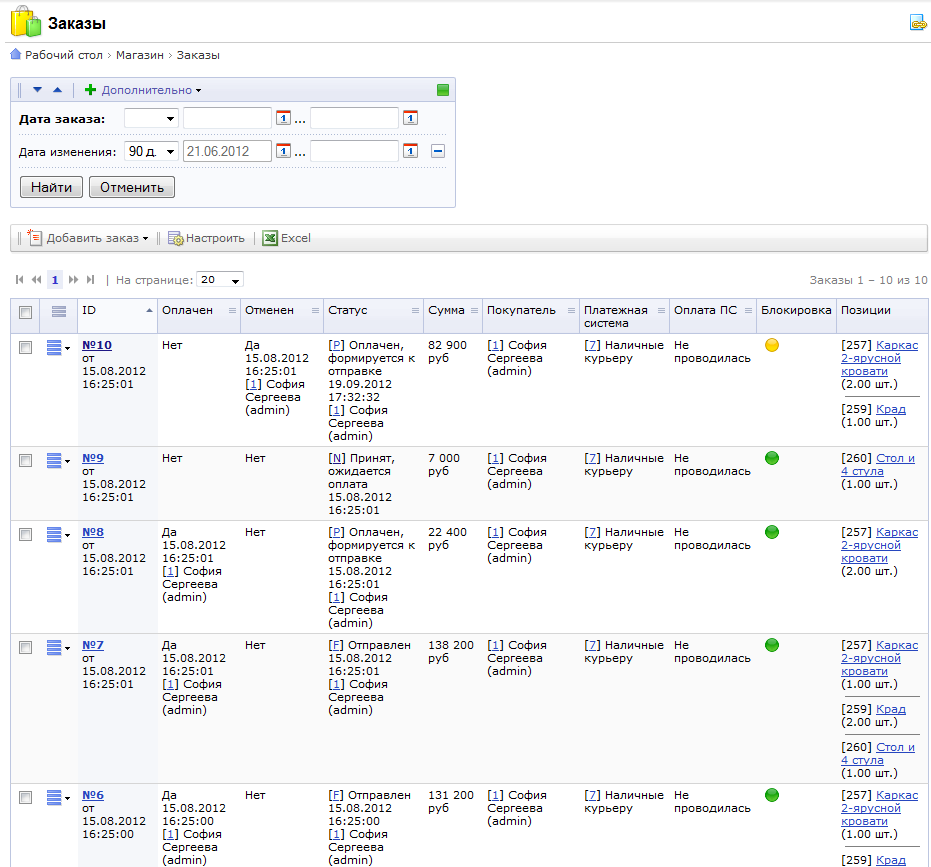 Заказы
Рабочий стол › Магазин › Заказы
Дополнительно
Дата заказа: 1 ... 1
Дата изменения: 90 д. 21.06.2012 1 ... 1
Найти Отменить
Добавить заказ Настроить Excel
1 | На странице: 20 Заказы 1 – 10 из 10
ID Оплачен Отменен Статус Сумма Покупатель Платежная система Оплата ПС Блокировка Позиции
№10
от
15.08.2012
16:25:01
Нет
Да
15.08.2012
16:25:01
[1] София
Сергеева
(admin)
[P] Оплачен,
формируется к
отправке
19.09.2012
17:32:32
[1] София
Сергеева
(admin)
82 900
руб
[1] София
Сергеева
(admin)
[7] Наличные
курьеру
Не
проводилась
[257] Каркас
2-ярусной
кровати
(2.00 шт.)
[259] Крад
(1.00 шт.)
№9
от
15.08.2012
16:25:01
Нет
Нет
[N] Принят,
ожидается
оплата
15.08.2012
16:25:01
7 000
руб
[1] София
Сергеева
(admin)
[7] Наличные
курьеру
Не
проводилась
[260] Стол и
4 стула
(1.00 шт.)
№8
от
15.08.2012
16:25:01
Да
15.08.2012
16:25:01
[1] София
Сергеева
(admin)
Нет
[P] Оплачен,
формируется к
отправке
15.08.2012
16:25:01
[1] София
Сергеева
(admin)
22 400
руб
[1] София
Сергеева
(admin)
[7] Наличные
курьеру
Не
проводилась
[257] Каркас
2-ярусной
кровати
(2.00 шт.)
№7
от
15.08.2012
16:25:01
Да
15.08.2012
16:25:01
[1] София
Сергеева
(admin)
Нет
[F] Отправлен
15.08.2012
16:25:01
[1] София
Сергеева
(admin)
138 200
руб
[1] София
Сергеева
(admin)
[7] Наличные
курьеру
Не
проводилась
[257] Каркас
2-ярусной
кровати
(1.00 шт.)
[259] Крад
(2.00 шт.)
[260] Стол и
4 стула
(1.00 шт.)
№6
от
15.08.2012
16:25:00
Да
15.08.2012
16:25:00
[1] София
Сергеева
(admin)
Нет
[F] Отправлен
15.08.2012
16:25:00
[1] София
Сергеева
(admin)
131 200
руб
[1] София
Сергеева
(admin)
[7] Наличные
курьеру
Не
проводилась
[257] Каркас
2-ярусной
кровати
(1.00 шт.)
[259] Крад